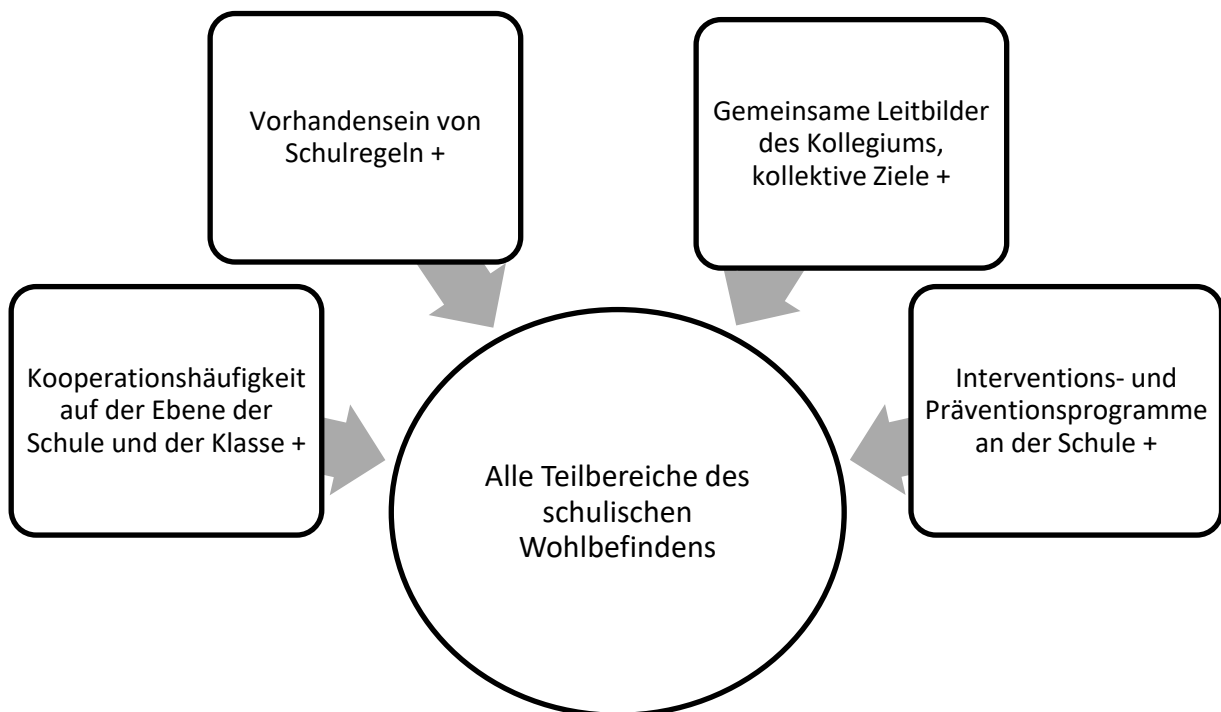 Vorhandensein von
Schulregeln +
Gemeinsame Leitbilder
des Kollegiums,
kollektive Ziele +
Kooperationshäufigkeit
auf der Ebene der
Schule und der Klasse +
Interventions- und
Präventionsprogramme
an der Schule +
Alle Teilbereiche des
schulischen
Wohlbefindens